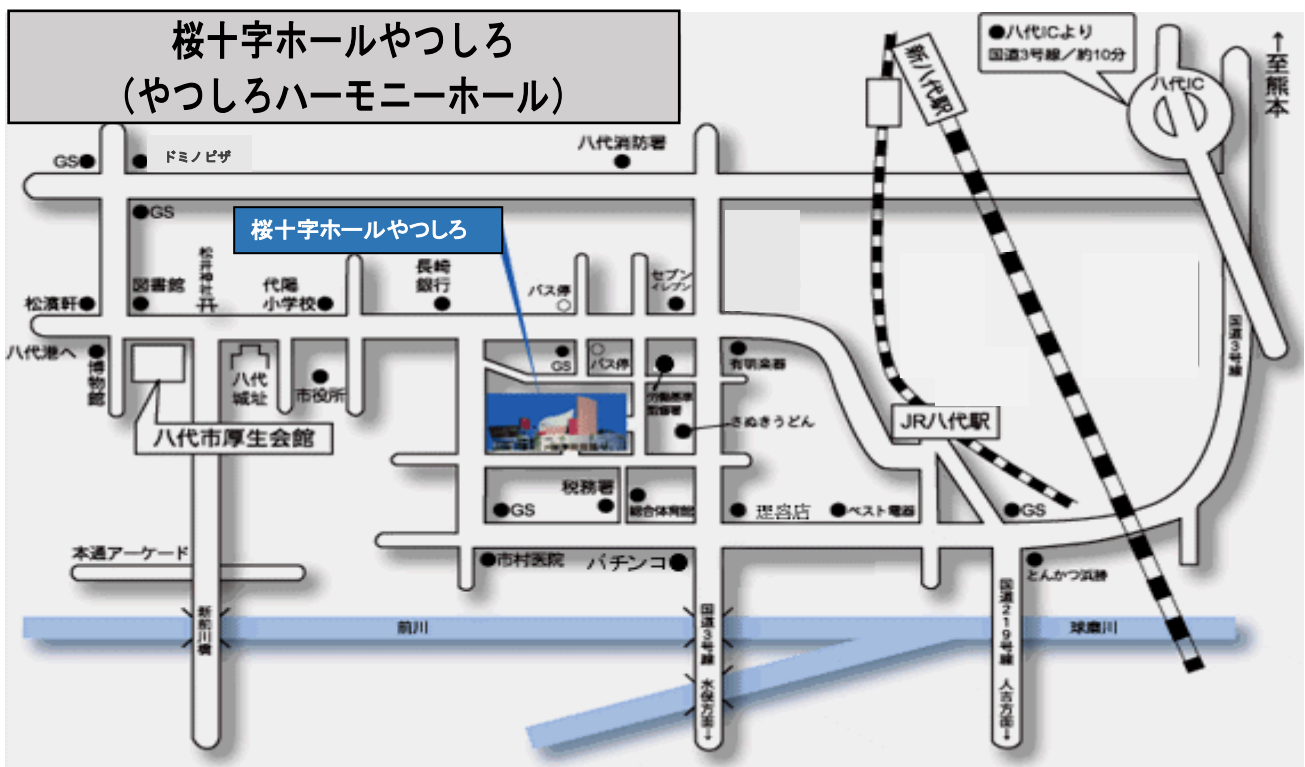 桜十字ホールやつしろ
（やつしろハーモニーホール）
●八代ICより
国道3号線／約10分
↑至熊本
八代IC
新八代駅
GS
ドミノピザ
八代消防署
GS
桜十字ホールやつしろ
松井神社
図書館
代陽
小学校
長崎
銀行
バス停
セブン
イレブン
松濱軒
八代港へ
博物館
八代
城址
市役所
GS
バス停
労働基準
監督署
有明楽器
国道3号線
八代市厚生会館
さぬきうどん
JR八代駅
税務署
GS
総合体育館
理容店
ベスト電器
GS
本通アーケード
市村医院
パチンコ
とんかつ浜勝
新前川橋
前川
国道3号線 水俣方面→
国道219号線 人吉方面→
球磨川